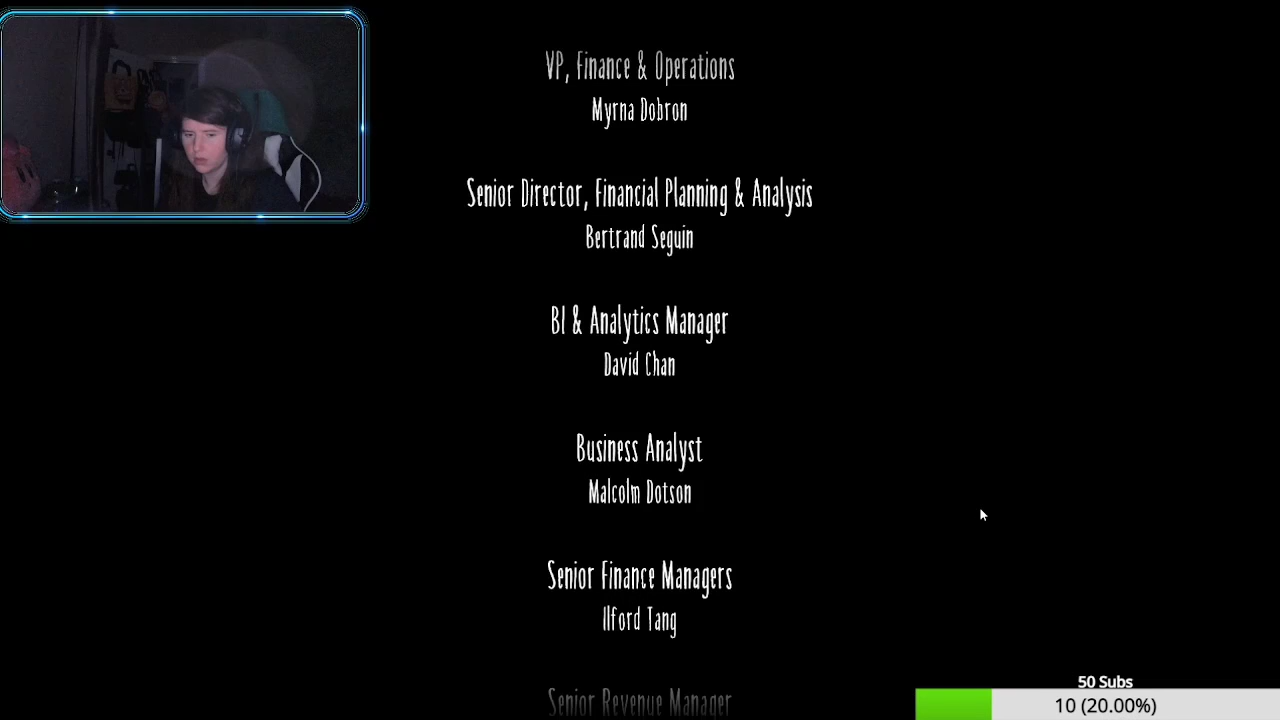 VP, Finance & Operations
Myrna Dobron
Senior Director, Financial Planning & Analysis
Bertrand Seguin
BI & Analytics Manager
David Chan
Business Analyst
Malcolm Dotson
Senior Finance Managers
Ilford Tang
Senior Revenue Manager
50 Subs
10 (20.00%)